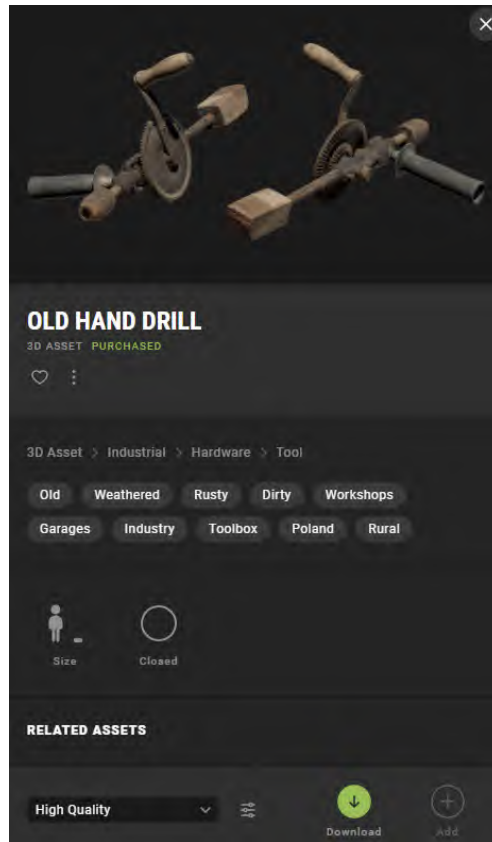 OLD HAND DRILL
3D ASSET PURCHASED
3D Asset > Industrial > Hardware > Tool
Old Weathered Rusty Dirty Workshops
Garages Industry Toolbox Poland Rural
Size Closed
RELATED ASSETS
High Quality
Download Add